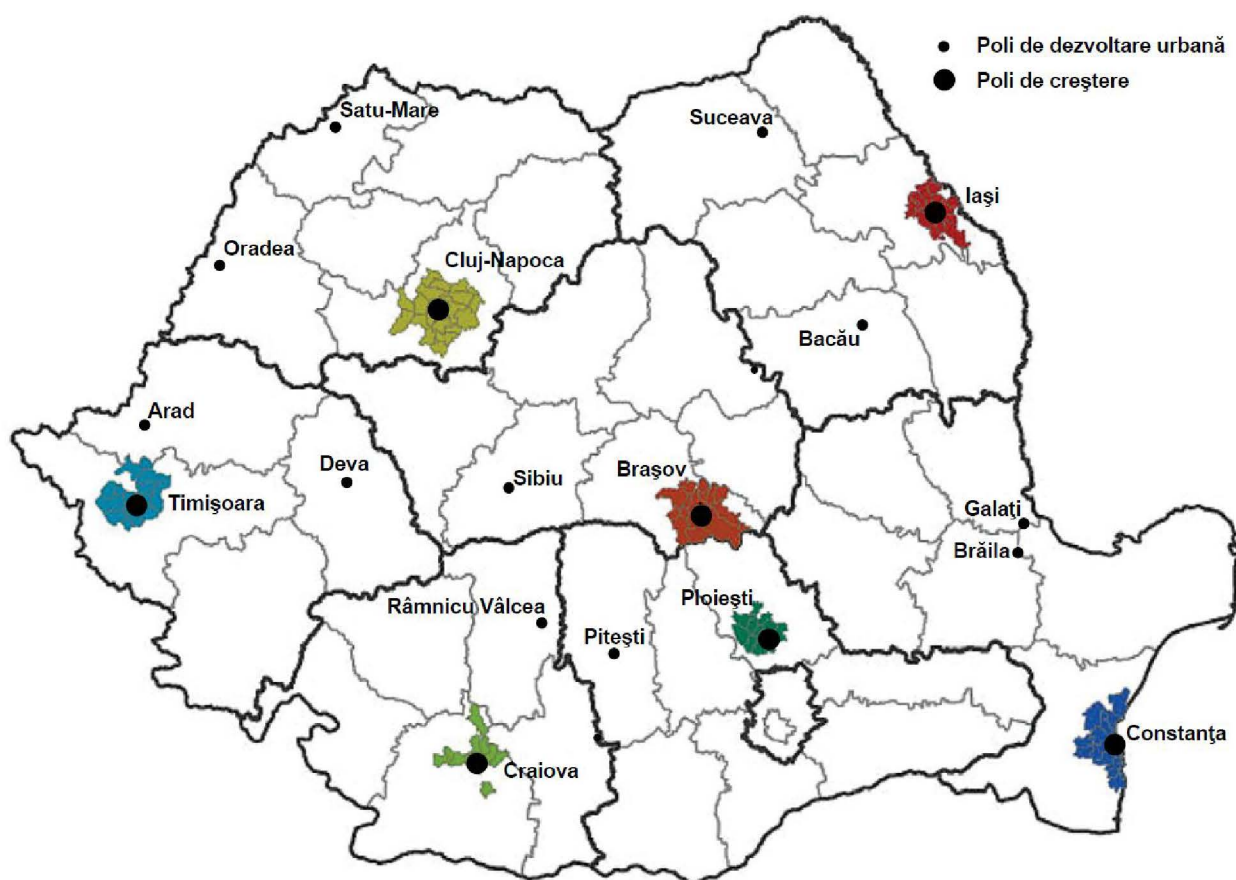 Poli de dezvoltare urbană
Poli de creştere
Satu-Mare
Suceava
Iaşi
Oradea
Cluj-Napoca
Bacău
Arad
Deva
Sibiu
Braşov
Timişoara
Galaţi
Brăila
Râmnicu Vâlcea
Ploieşti
Piteşti
Constanţa
Craiova